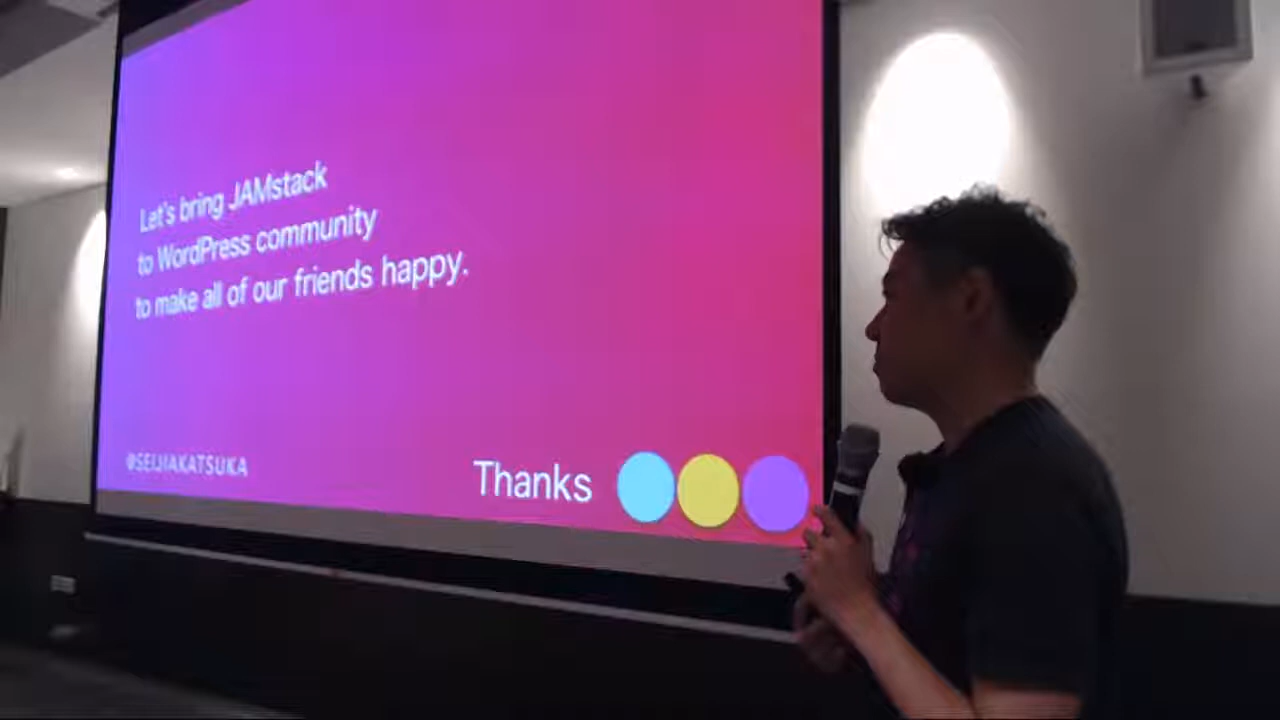 Let's bring JAMstack
to WordPress community
to make all of our friends happy.
@SEIJIAKATSUKA
Thanks